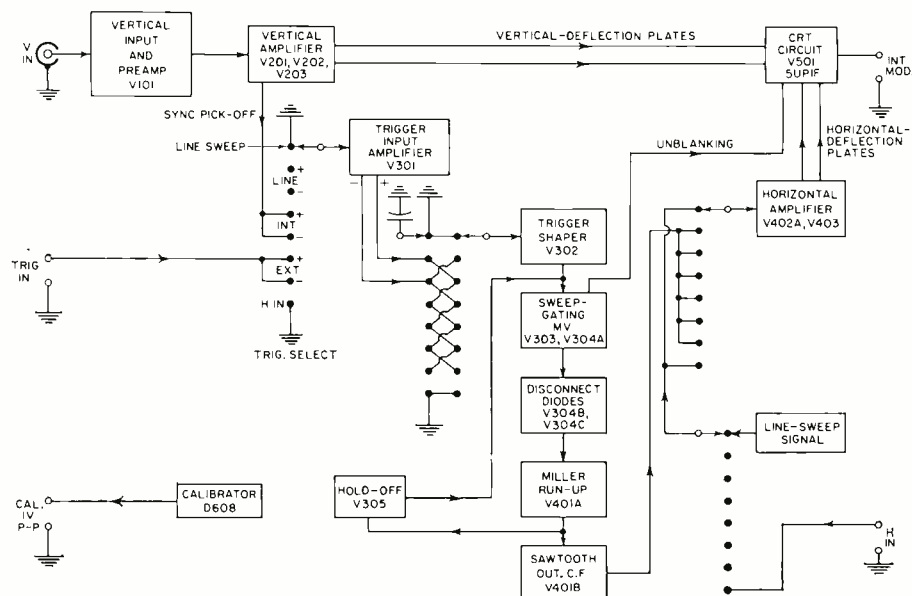 V
IN
VERTICAL
INPUT
AND
PREAMP
V101
VERTICAL
AMPLIFIER
V201, V202,
V203
VERTICAL-DEFLECTION PLATES
CRT
CIRCUIT
V501
5UP1F
INT
MOD.
SYNC PICK-OFF
LINE SWEEP
TRIGGER
INPUT
AMPLIFIER
V301
UNBLANKING
HORIZONTAL-
DEFLECTION
PLATES
+
LINE
-
+
INT
-
- +
HORIZONTAL
AMPLIFIER
V402A, V403
TRIGGER
SHAPER
V302
TRIG
IN
+
EXT
-
H IN
TRIG. SELECT
SWEEP-
GATING
MV
V303, V304A
DISCONNECT
DIODES
V304B,
V304C
LINE-SWEEP
SIGNAL
CAL.
1V
P-P
CALIBRATOR
D608
HOLD-OFF
V305
MILLER
RUN-UP
V401A
H
IN
SAWTOOTH
OUT. C.F
V401B